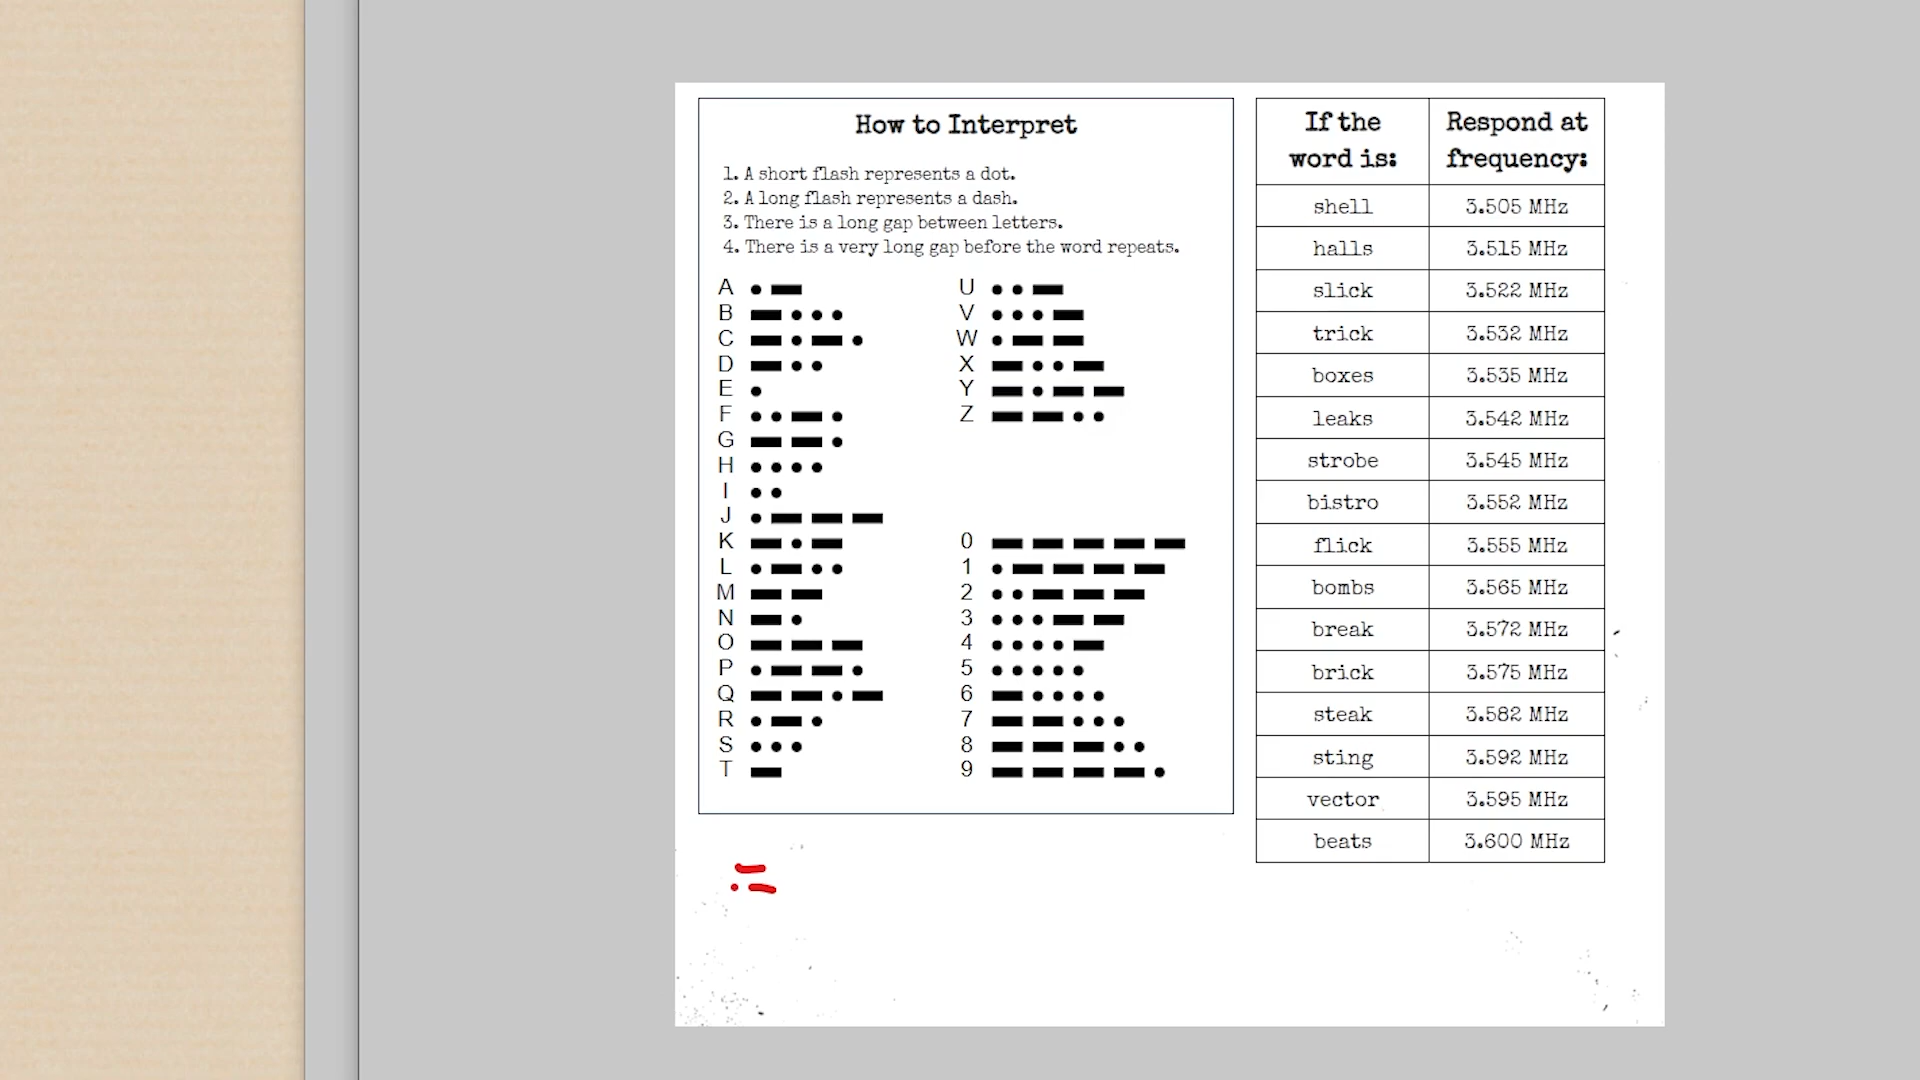 How to Interpret
1. A short flash represents a dot.
2. A long flash represents a dash.
3. There is a long gap between letters.
4. There is a very long gap before the word repeats.
A
B
C
D
E
F
G
H
I
J
K
L
M
N
O
P
Q
R
S
T
U
V
W
X
Y
Z
0
1
2
3
4
5
6
7
8
9
If the word is: Respond at frequency:
shell 3.505 MHz
halls 3.515 MHz
slick 3.522 MHz
trick 3.532 MHz
boxes 3.535 MHz
leaks 3.542 MHz
strobe 3.545 MHz
bistro 3.552 MHz
flick 3.555 MHz
bombs 3.565 MHz
break 3.572 MHz
brick 3.575 MHz
steak 3.582 MHz
sting 3.592 MHz
vector 3.595 MHz
beats 3.600 MHz